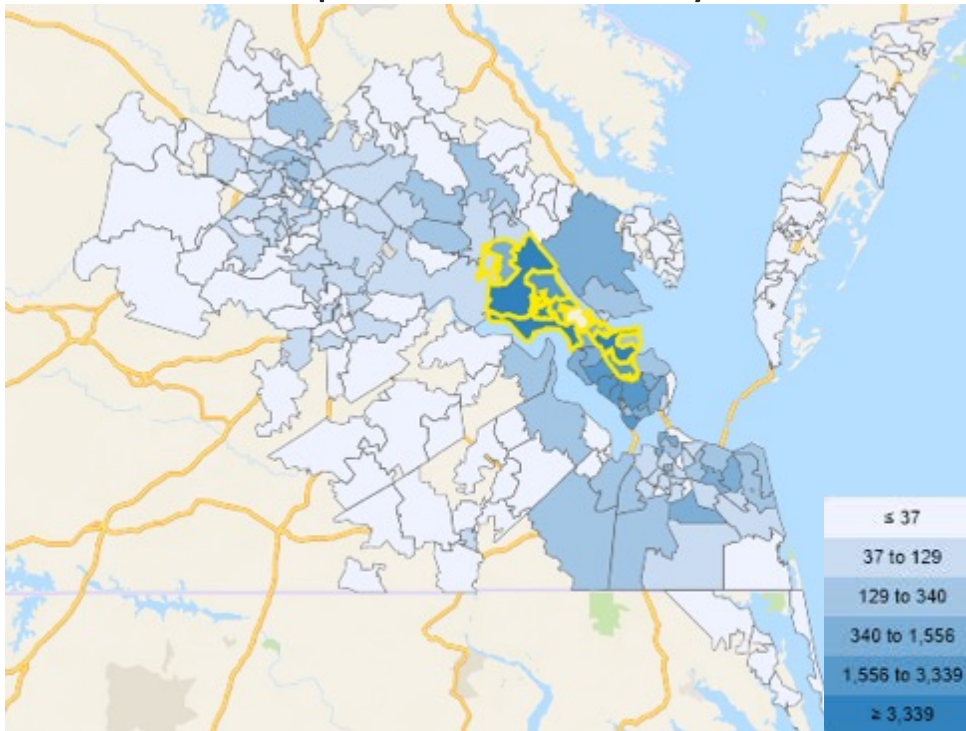 ≤ 37
37 to 129
129 to 340
340 to 1,556
1,556 to 3,339
≥ 3,339